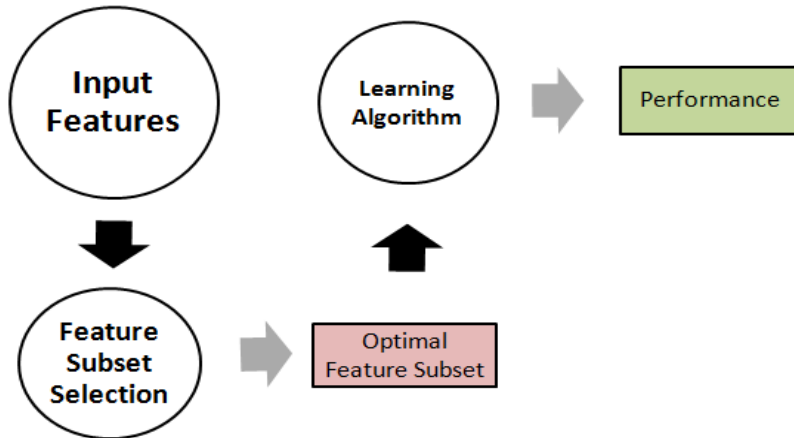 Input
Features
Learning
Algorithm
Performance
Feature
Subset
Selection
Optimal
Feature Subset